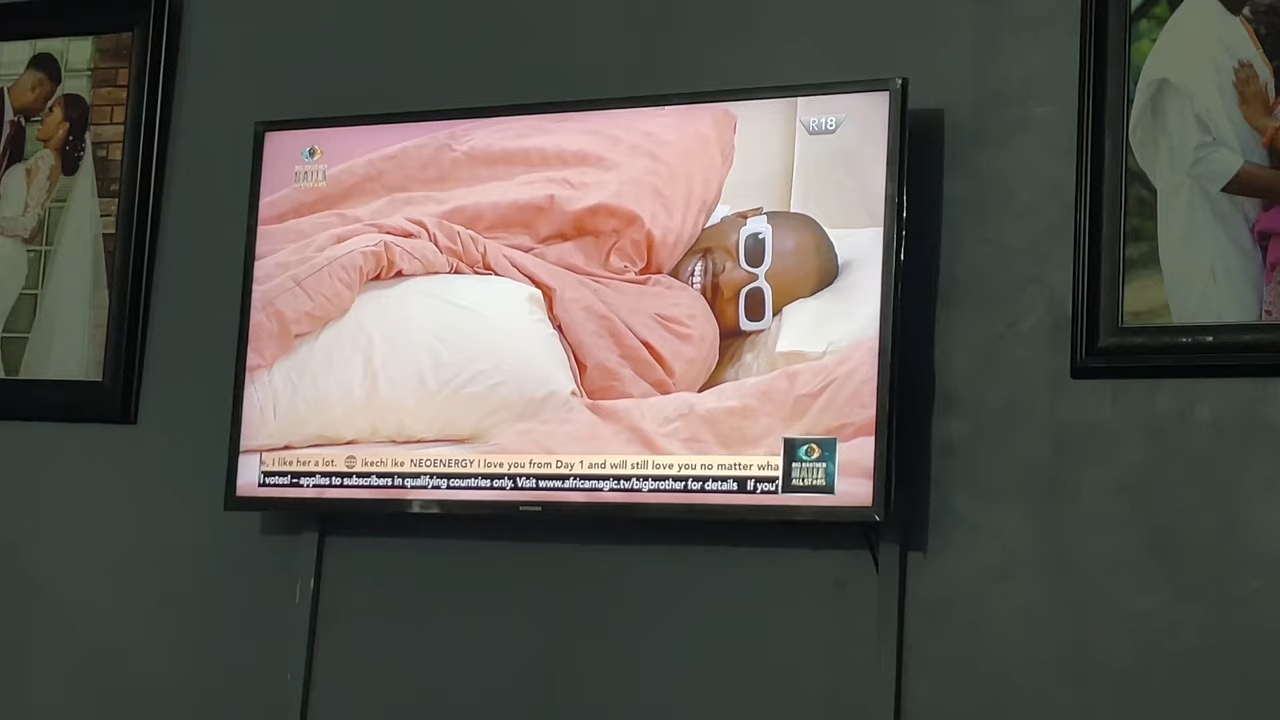 R18
BIG BROTHER
NAIJA
ALL STARS
e, I like her a lot. Ikechi Ike NEOENERGY I love you from Day 1 and will still love you no matter wha
l votes! – applies to subscribers in qualifying countries only. Visit www.africamagic.tv/bigbrother for details If you'
BIG BROTHER
NAIJA
ALL STARS
SAMSUNG